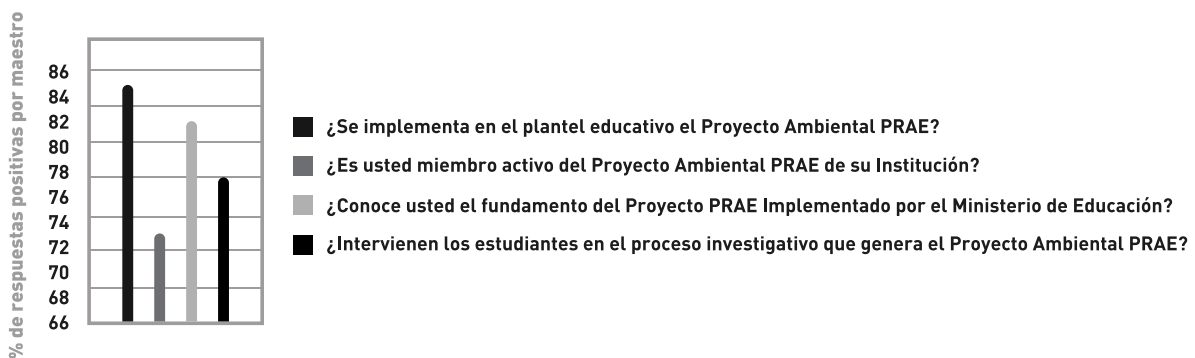 % de respuestas positivas por maestro
86
84
82
80
78
76
74
72
70
68
66
¿Se implementa en el plantel educativo el Proyecto Ambiental PRAE?
¿Es usted miembro activo del Proyecto Ambiental PRAE de su Institución?
¿Conoce usted el fundamento del Proyecto PRAE Implementado por el Ministerio de Educación?
¿Intervienen los estudiantes en el proceso investigativo que genera el Proyecto Ambiental PRAE?